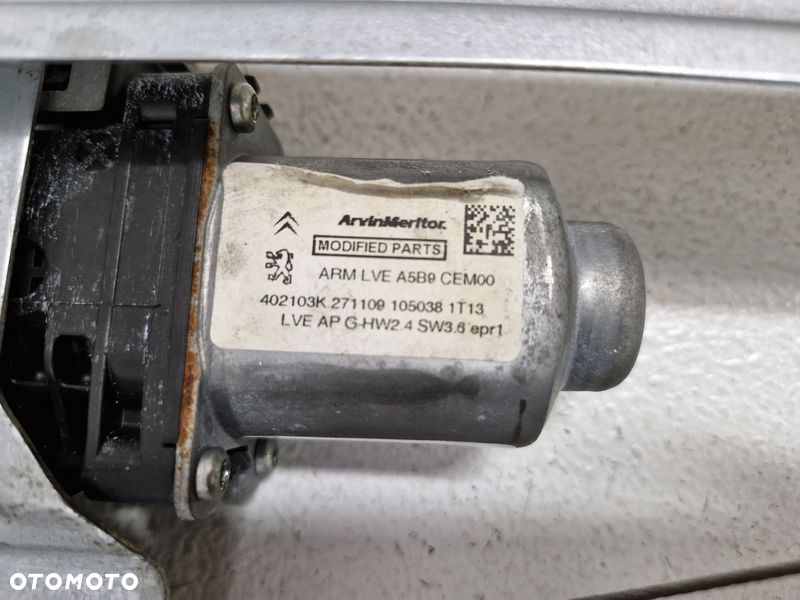 ArvinMeritor.
MODIFIED PARTS
ARM LVE A5B9 CEM00
402103K 271109 105038 1T13
LVE AP G-HW2.4 SW3.6 epr1
OTOMOTO